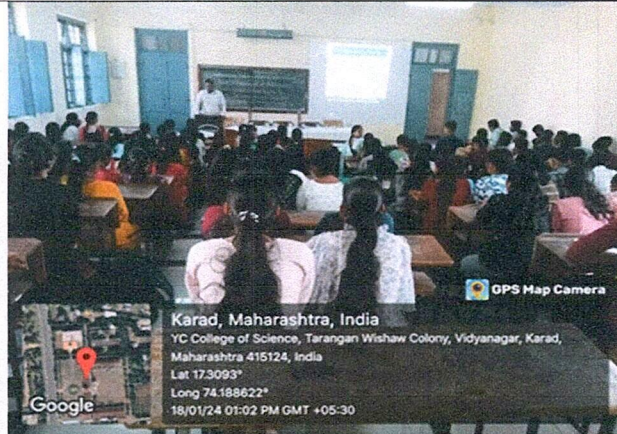 GPS Map Camera
Karad, Maharashtra, India
YC College of Science, Tarangan Wishaw Colony, Vidyanagar, Karad,
Maharashtra 415124, India
Lat 17.3093°
Long 74.188622°
18/01/24 01:02 PM GMT +05:30
Google